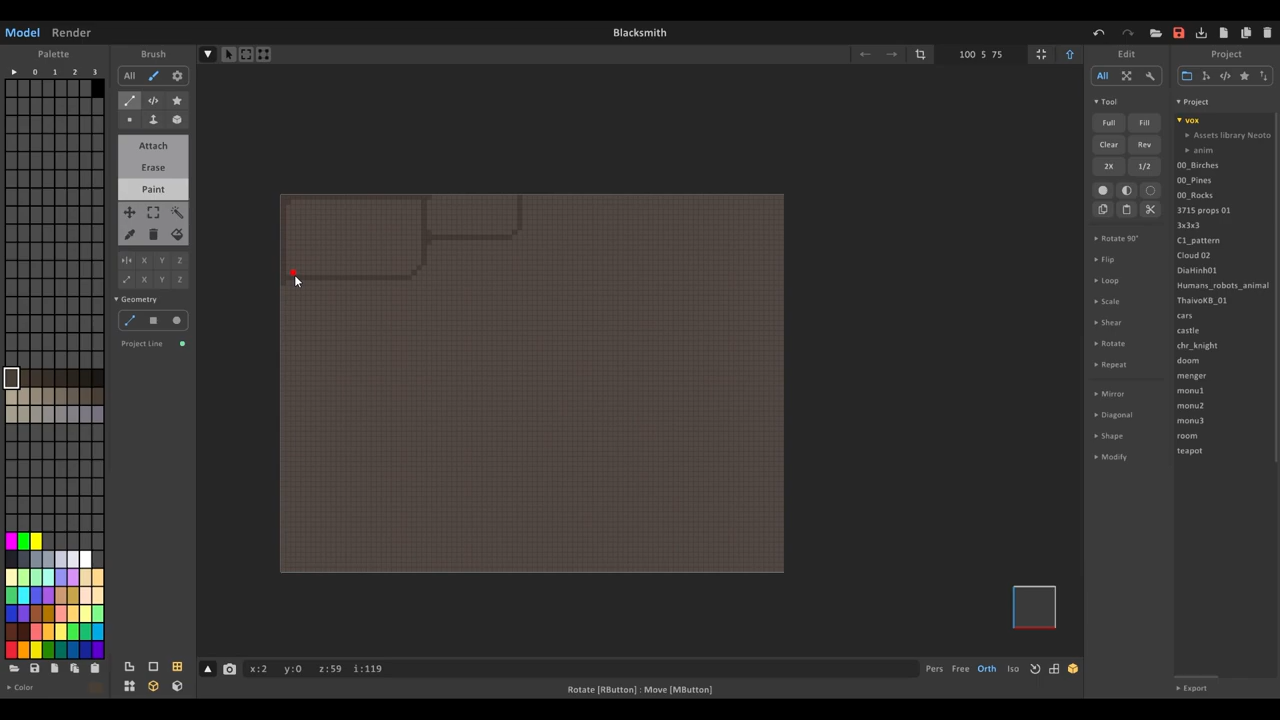 Model Render
Blacksmith
Palette
Brush
100 5 75
Edit
Project
0 1 2 3
All
All
Tool
Project
Full Fill
vox
Clear Rev
Assets library Neoto
anim
2X 1/2
00_Birches
00_Pines
00_Rocks
3715 props 01
3x3x3
C1_pattern
Cloud 02
DiaHinh01
Humans_robots_animal
ThaivoKB_01
cars
castle
chr_knight
doom
menger
monu1
monu2
monu3
room
teapot
Attach
Erase
Paint
X Y Z
X Y Z
Geometry
Project Line
Rotate 90°
Flip
Loop
Scale
Shear
Rotate
Repeat
Mirror
Diagonal
Shape
Modify
x:2 y:0 z:59 i:119
Pers Free Orth Iso
Color
Rotate [RButton] : Move [MButton]
Export